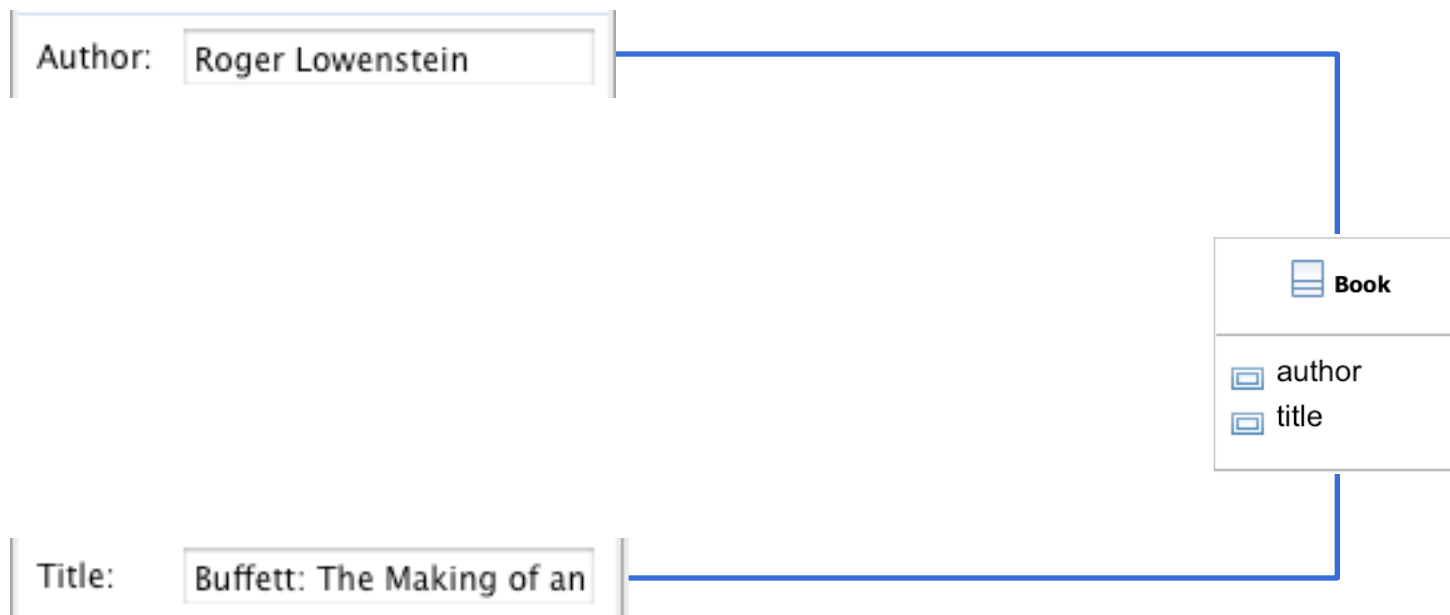 Author: Roger Lowenstein
Book
author
title
Title: Buffett: The Making of an